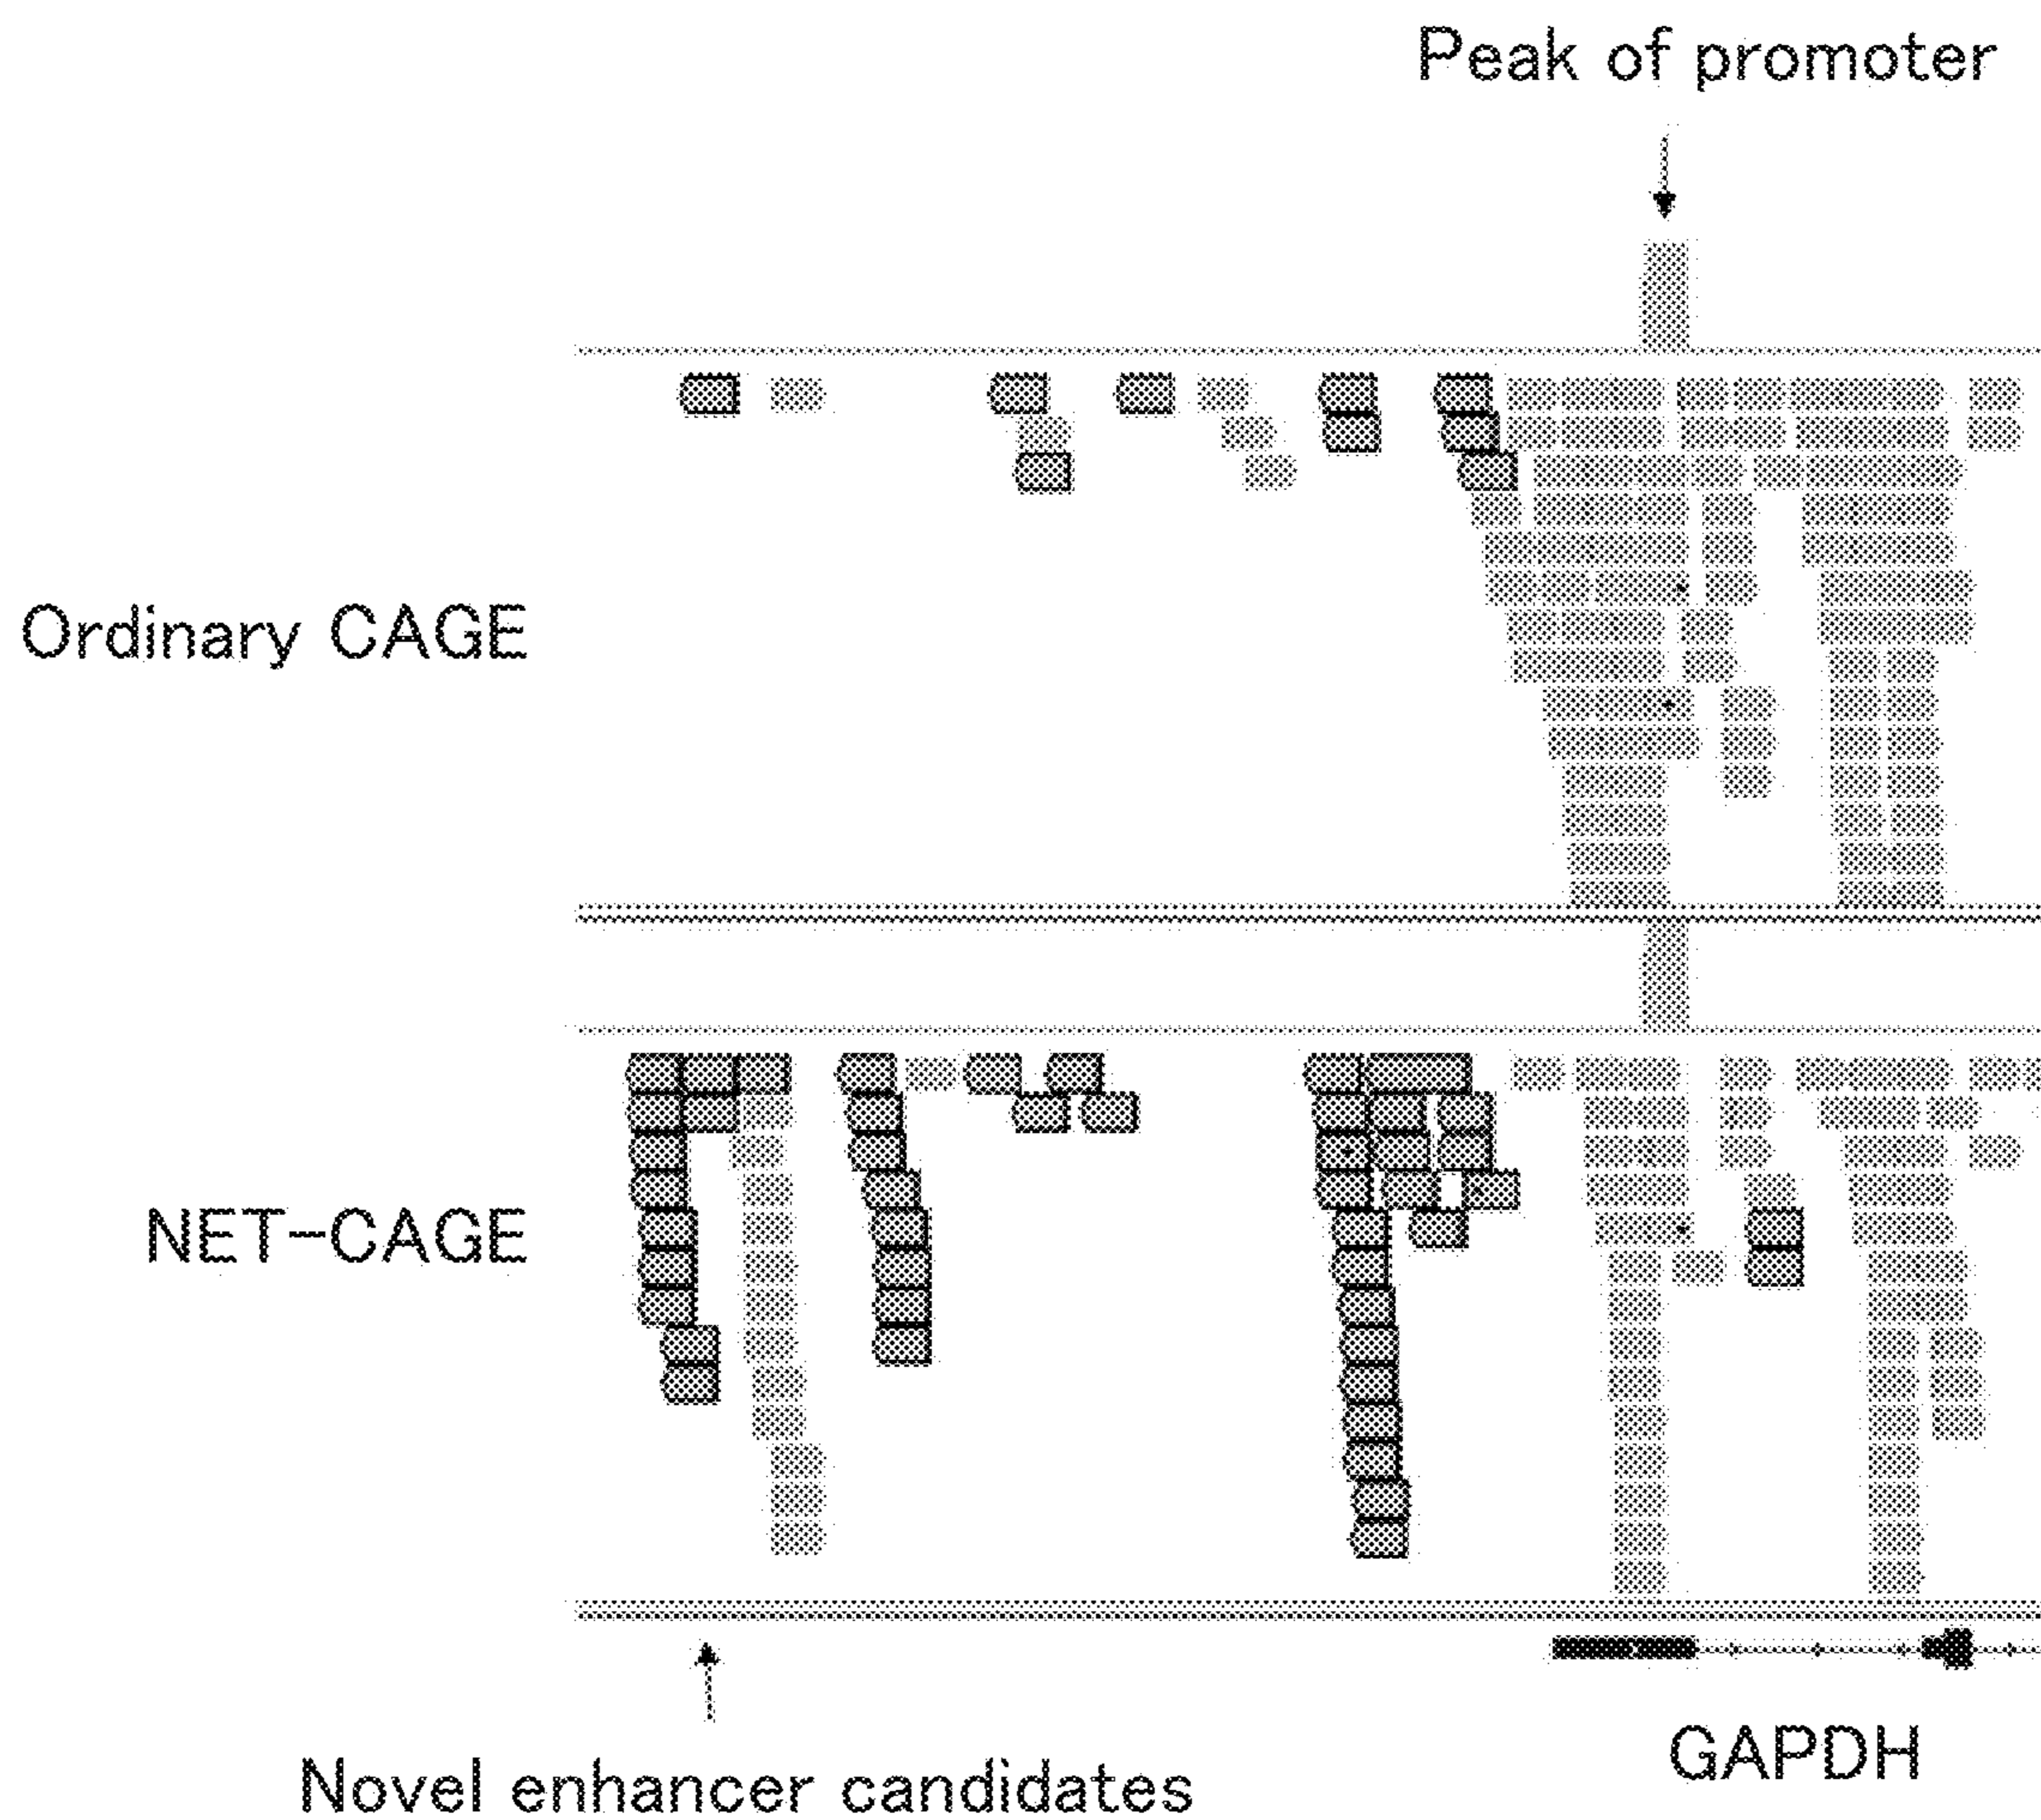 Peak of promoter
Ordinary CAGE
NET-CAGE
GAPDH
Novel enhancer candidates